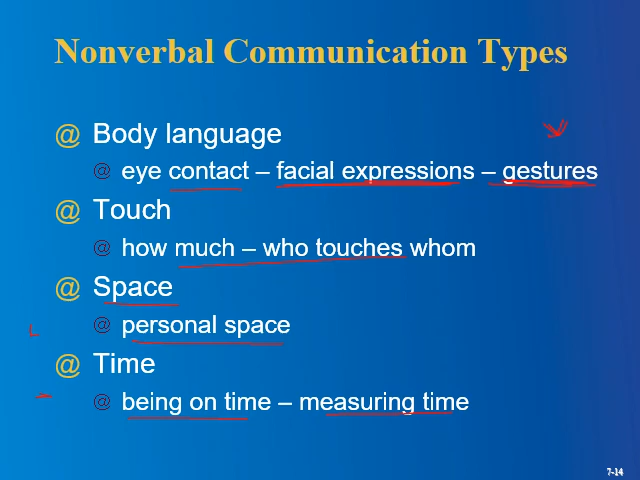 Nonverbal Communication Types
@ Body language
@ eye contact – facial expressions – gestures
@ Touch
@ how much – who touches whom
@ Space
@ personal space
@ Time
@ being on time – measuring time
7-14